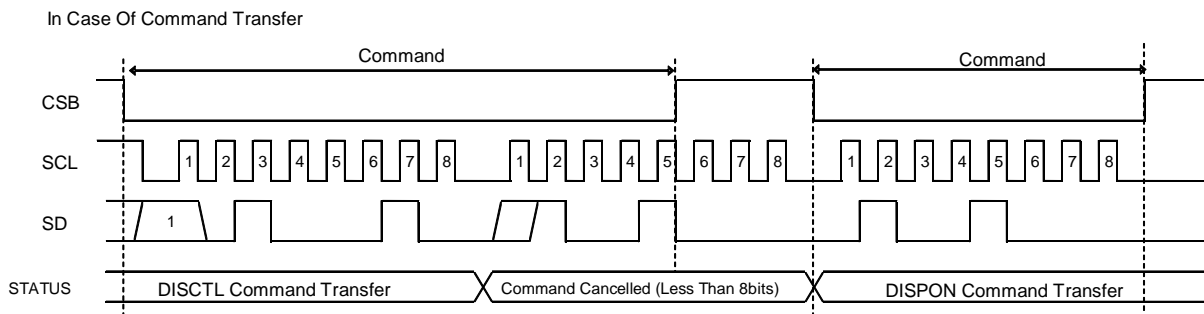 In Case Of Command Transfer
Command Command
CSB
SCL 1 2 3 4 5 6 7 8 1 2 3 4 5 6 7 8 1 2 3 4 5 6 7 8
SD 1
STATUS DISCTL Command Transfer Command Cancelled (Less Than 8bits) DISPON Command Transfer